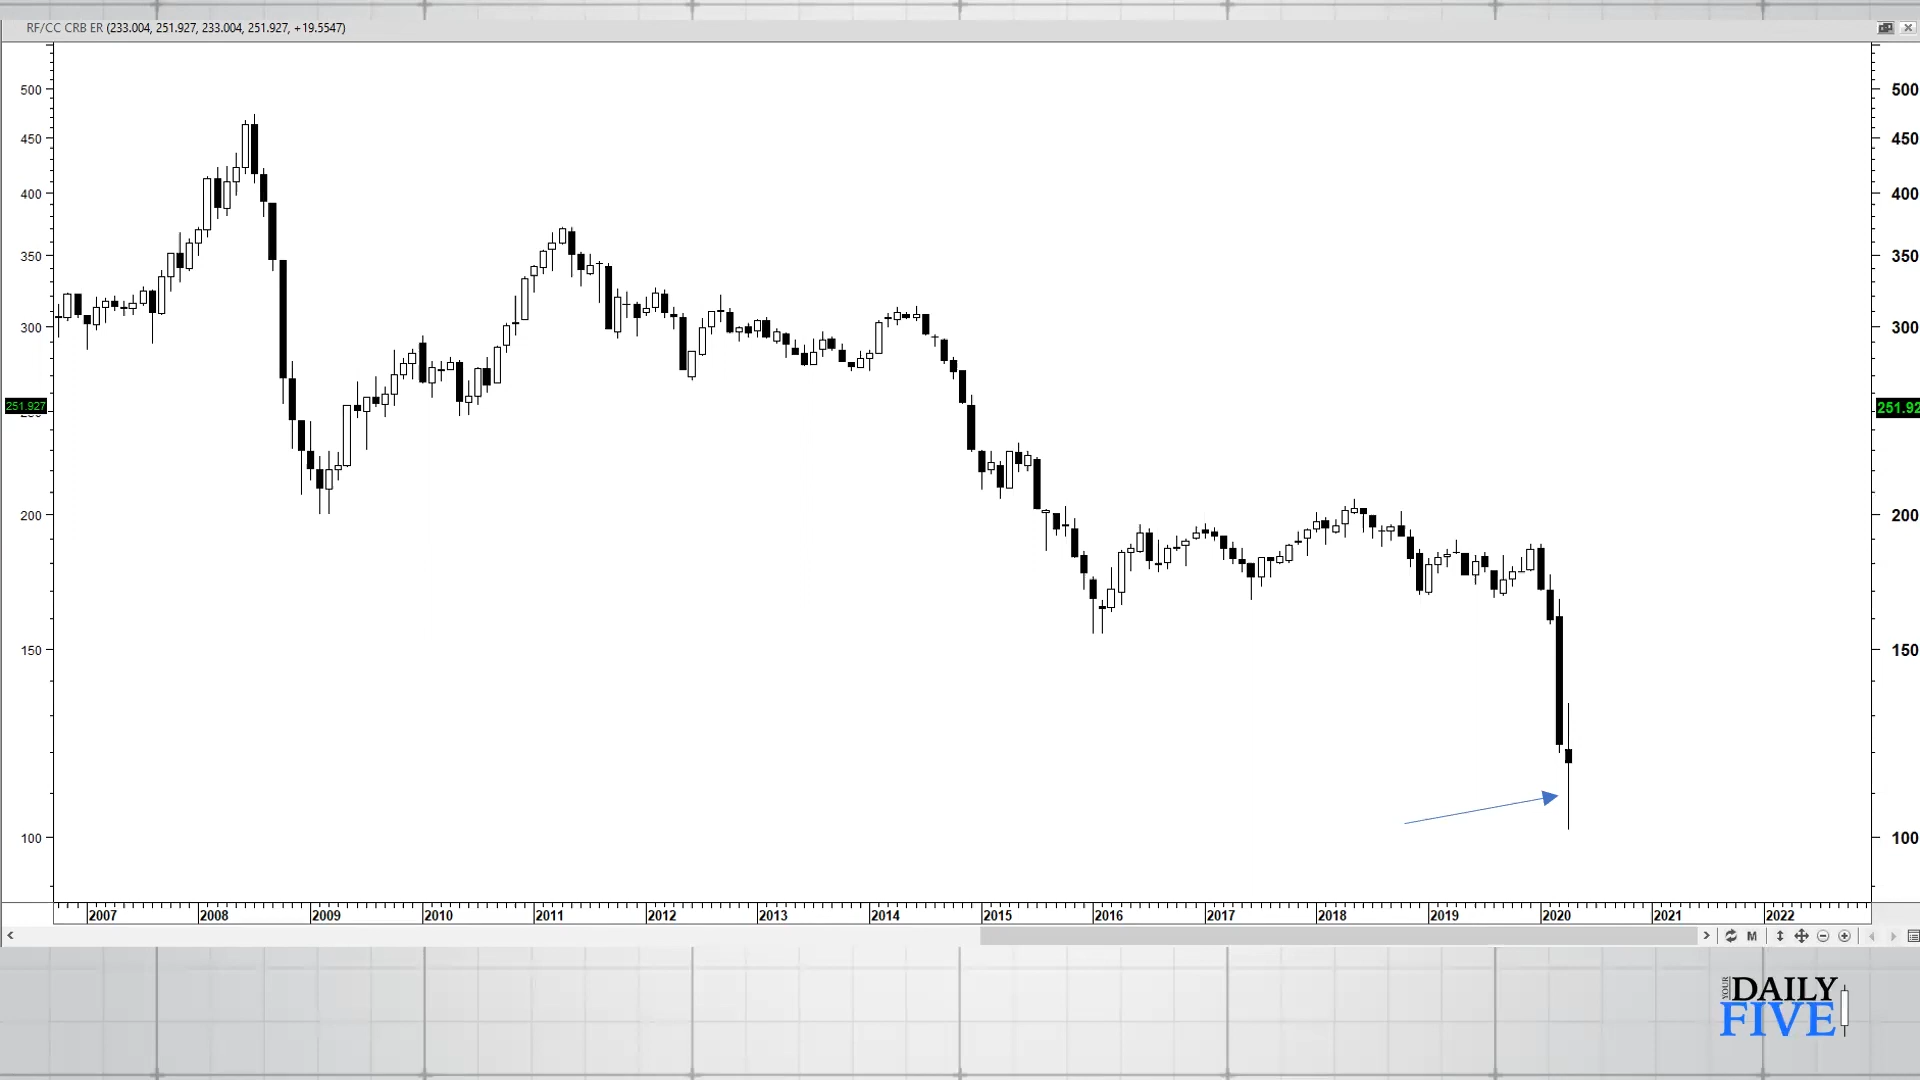 RF/CC CRB ER (233.004, 251.927, 233.004, 251.927, +19.5547)
500 500
450 450
400 400
350 350
300 300
251.927 251.92
200 200
150 150
100 100
2007 2008 2009 2010 2011 2012 2013 2014 2015 2016 2017 2018 2019 2020 2021 2022
M
YOUR DAILY
FIVE